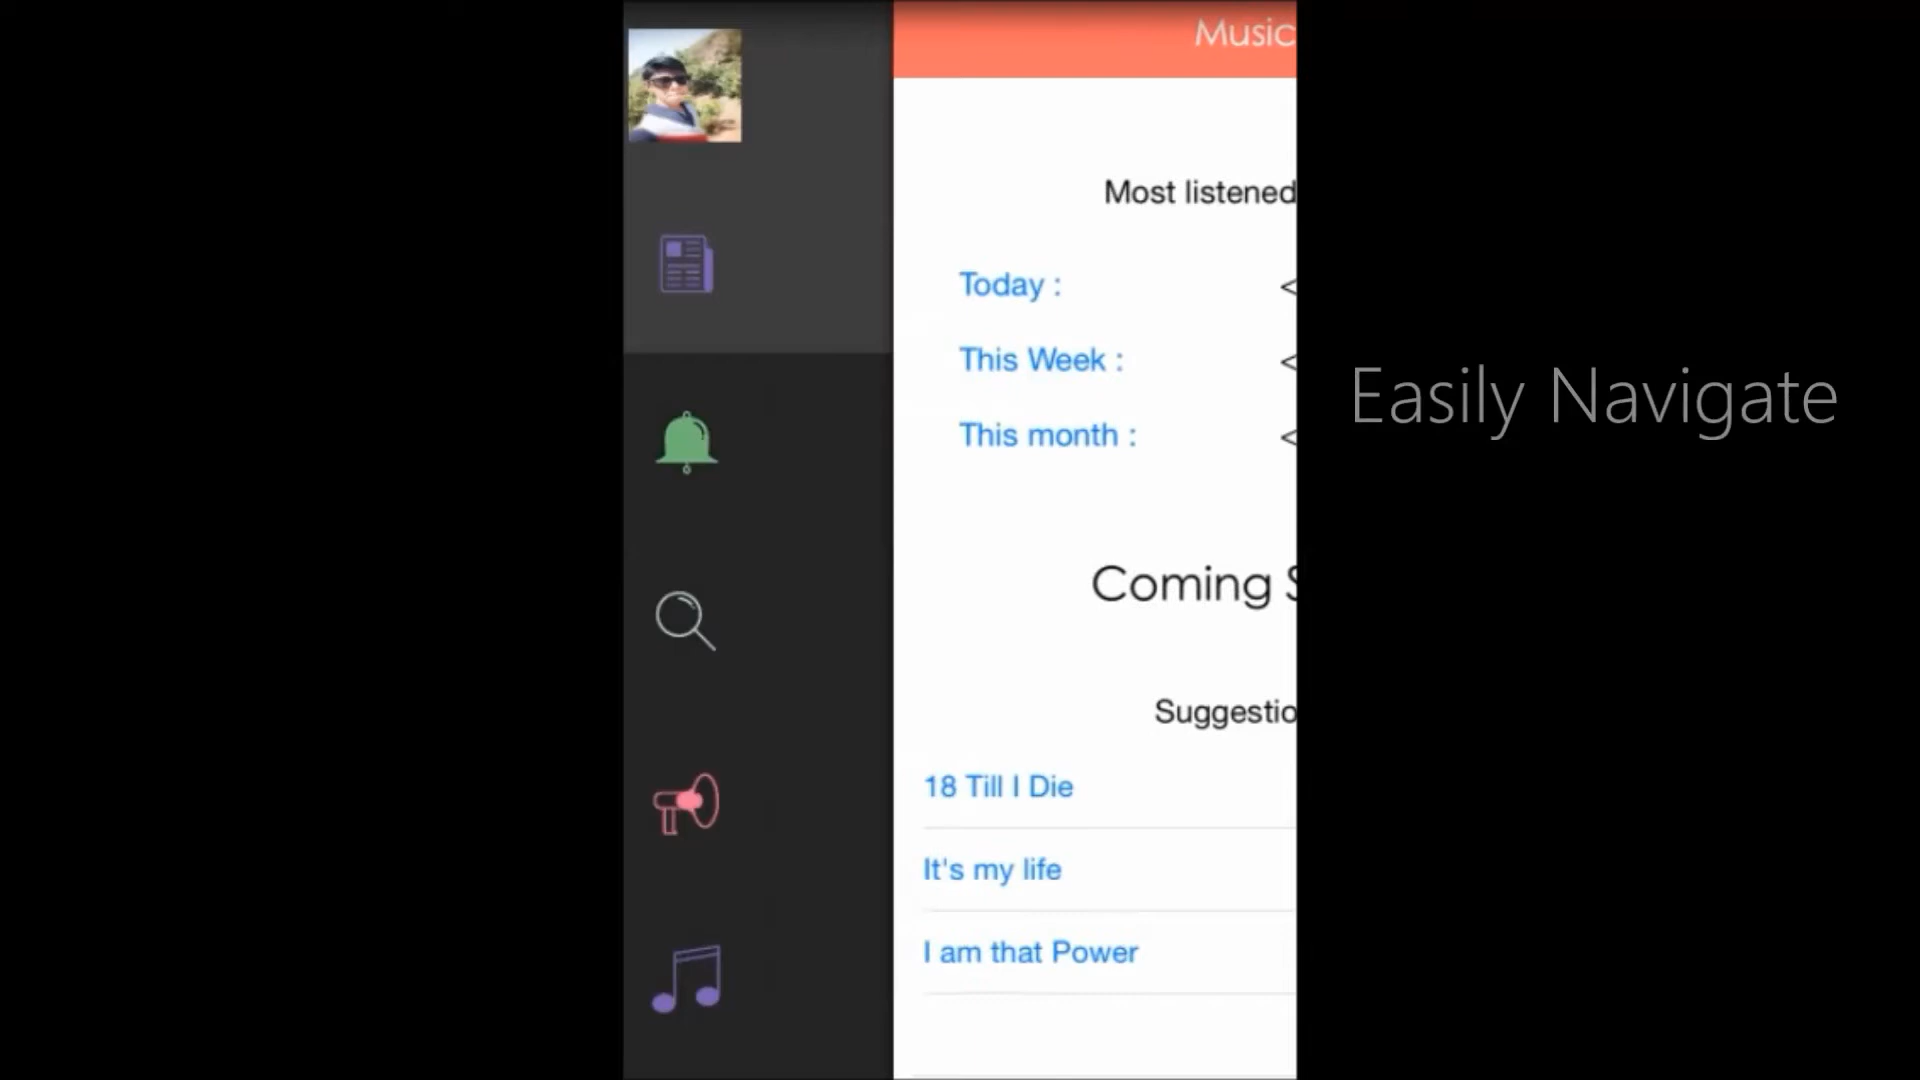 Music
Most listened
Today : <
This Week : <
This month : <
Easily Navigate
Coming S
Suggestio
18 Till I Die
It's my life
I am that Power